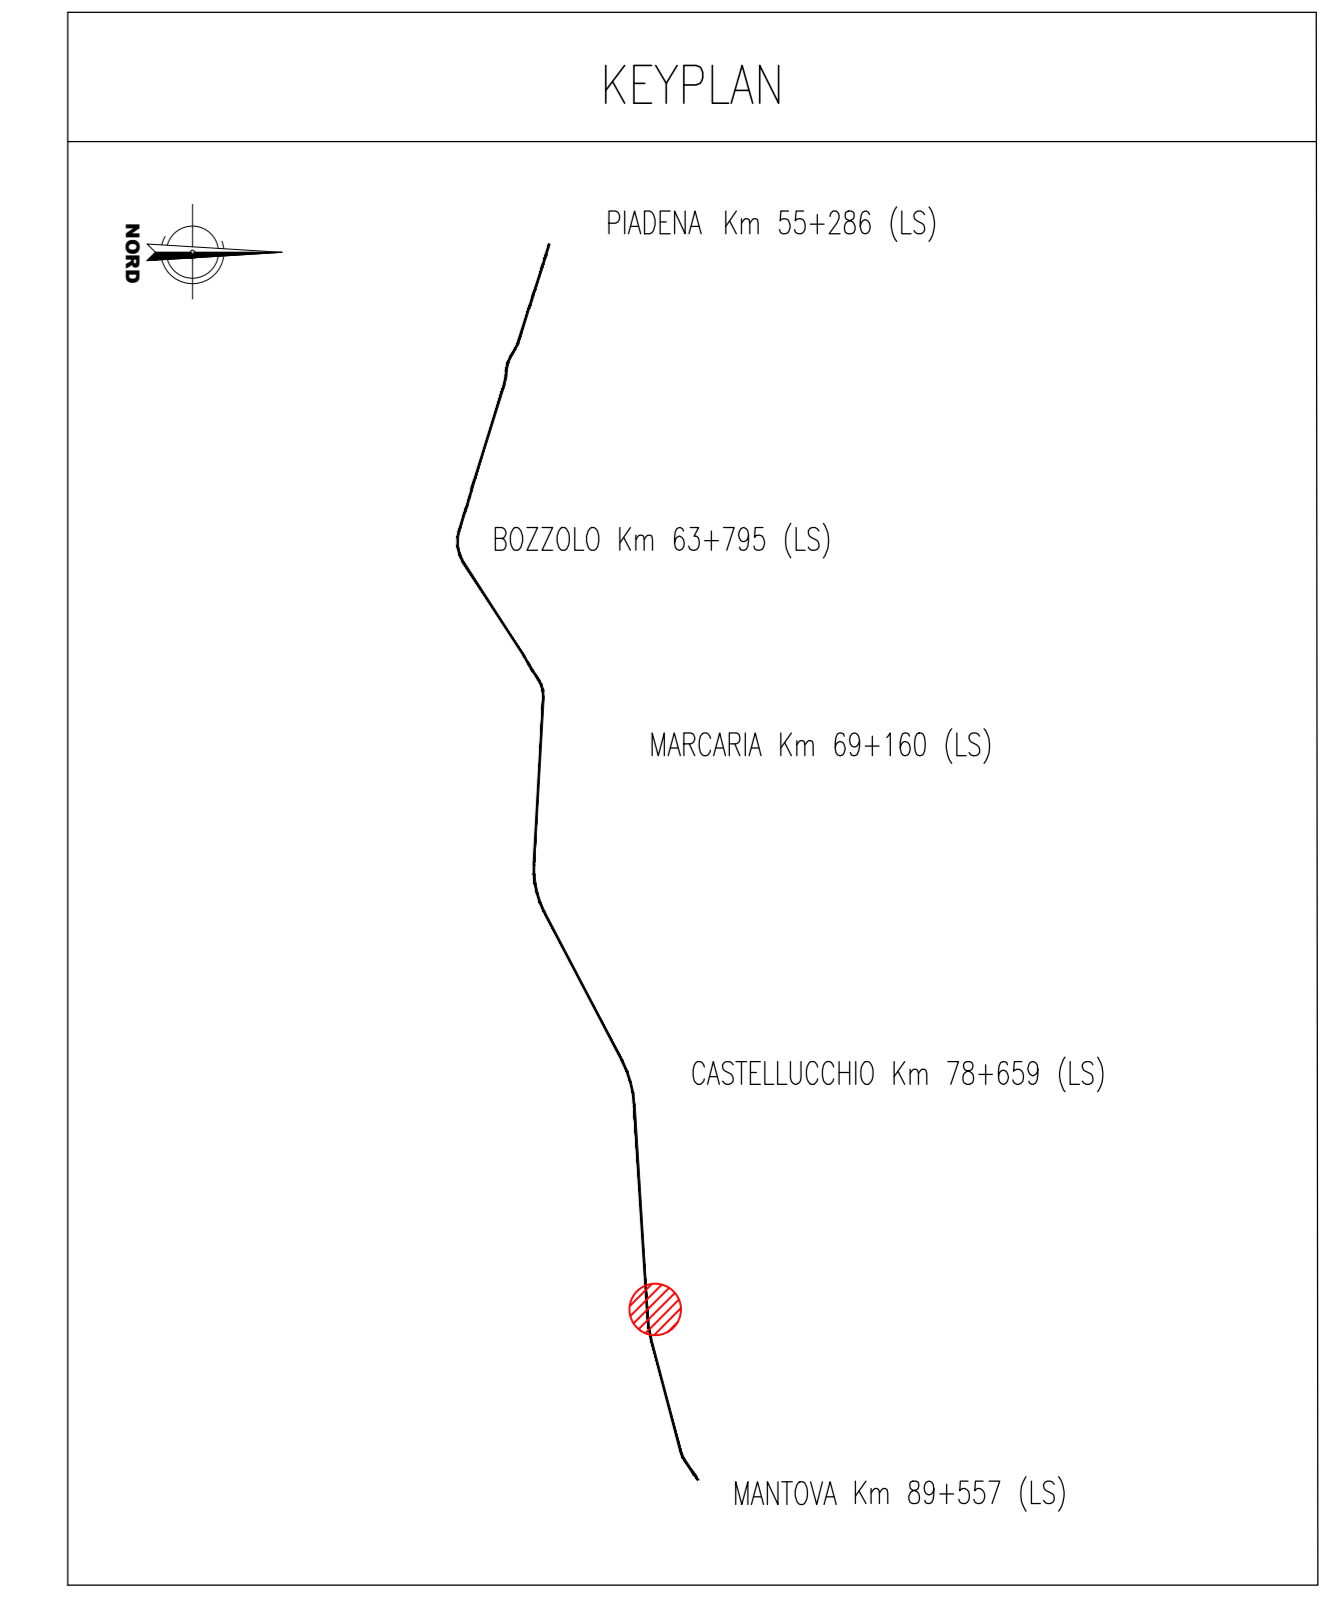 KEYPLAN
NORD
PIADENA Km 55+286 (LS)
BOZZOLO Km 63+795 (LS)
MARCARIA Km 69+160 (LS)
CASTELLUCCHIO Km 78+659 (LS)
MANTOVA Km 89+557 (LS)